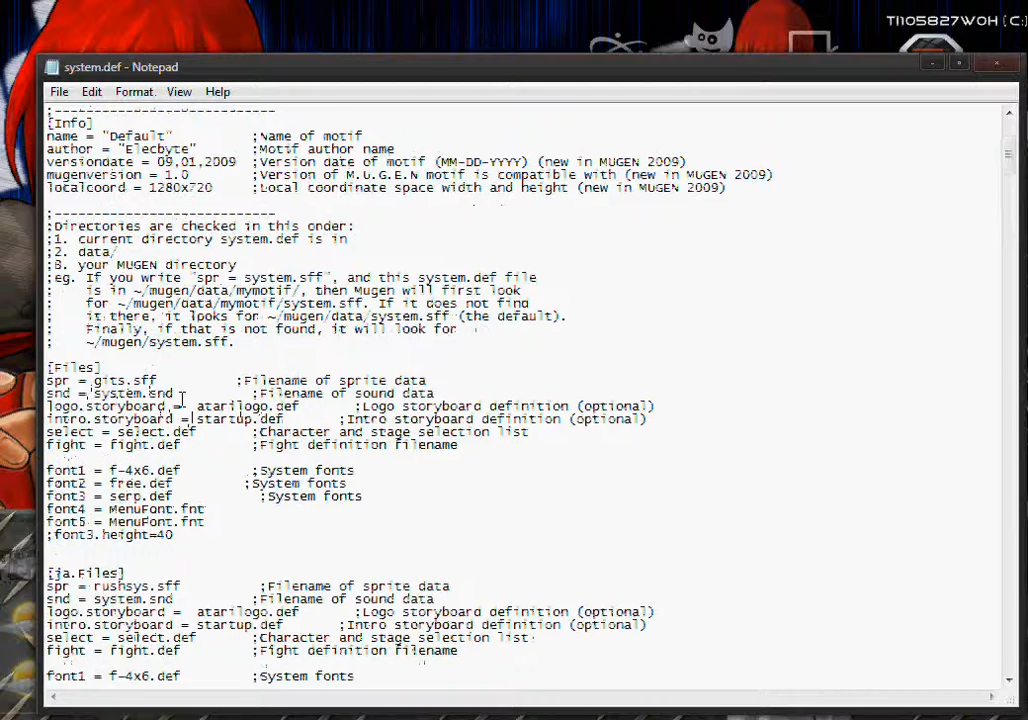 T1105827WOH (C:)
system.def - Notepad
File Edit Format View Help
;----------------------------
[Info]
name = "Default" ;Name of motif
author = "Elecbyte" ;Motif author name
versiondate = 09,01,2009 ;Version date of motif (MM-DD-YYYY) (new in MUGEN 2009)
mugenversion = 1.0 ;Version of M.U.G.E.N motif is compatible with (new in MUGEN 2009)
localcoord = 1280x720 ;Local coordinate space width and height (new in MUGEN 2009)
;----------------------------
;Directories are checked in this order:
;1. current directory system.def is in
;2. data/
;3. your MUGEN directory
;eg. If you write `spr = system.sff`, and this system.def file
; is in ~/mugen/data/mymotif/, then Mugen will first look
; for ~/mugen/data/mymotif/system.sff. If it does not find
; it there, it looks for ~/mugen/data/system.sff (the default).
; Finally, if that is not found, it will look for
; ~/mugen/system.sff.
[Files]
spr = gits.sff ;Filename of sprite data
snd = system.snd ;Filename of sound data
logo.storyboard = atarilogo.def ;Logo storyboard definition (optional)
intro.storyboard = startup.def ;Intro storyboard definition (optional)
select = select.def ;Character and stage selection list
fight = fight.def ;Fight definition filename
font1 = f-4x6.def ;System fonts
font2 = free.def ;System fonts
font3 = serp.def ;System fonts
font4 = MenuFont.fnt
font5 = MenuFont.fnt
;font3.height=40
[ja.Files]
spr = rushsys.sff ;Filename of sprite data
snd = system.snd ;Filename of sound data
logo.storyboard = atarilogo.def ;Logo storyboard definition (optional)
intro.storyboard = startup.def ;Intro storyboard definition (optional)
select = select.def ;Character and stage selection list
fight = fight.def ;Fight definition filename
font1 = f-4x6.def ;System fonts